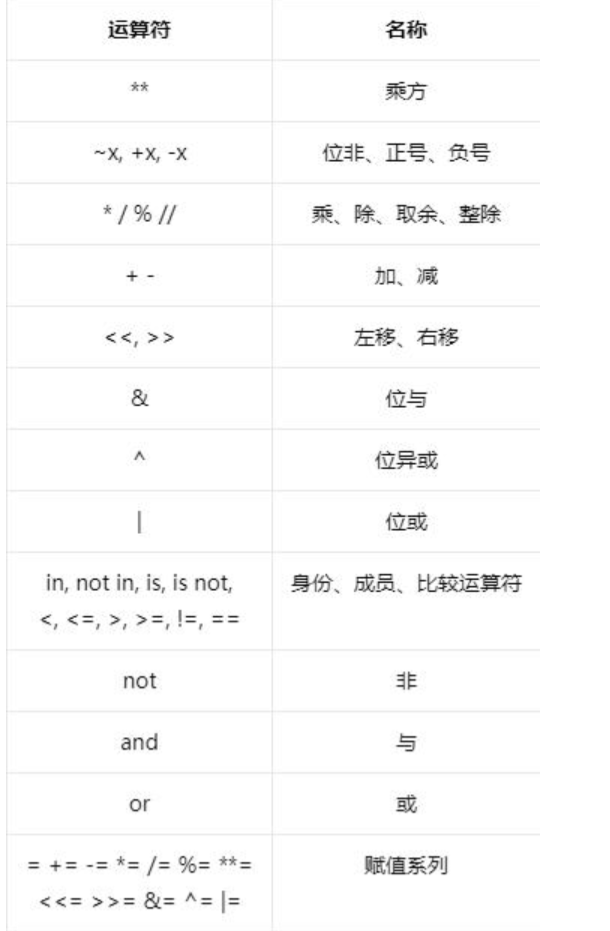 运算符 名称
** 乘方
~x, +x, -x 位非、正号、负号
* / % // 乘、除、取余、整除
+ - 加、减
<<, >> 左移、右移
& 位与
^ 位异或
| 位或
in, not in, is, is not, 身份、成员、比较运算符
<, <=, >, >=, !=, ==
not 非
and 与
or 或
= += -= *= /= %= **= 赋值系列
<<= >>= &= ^= |=